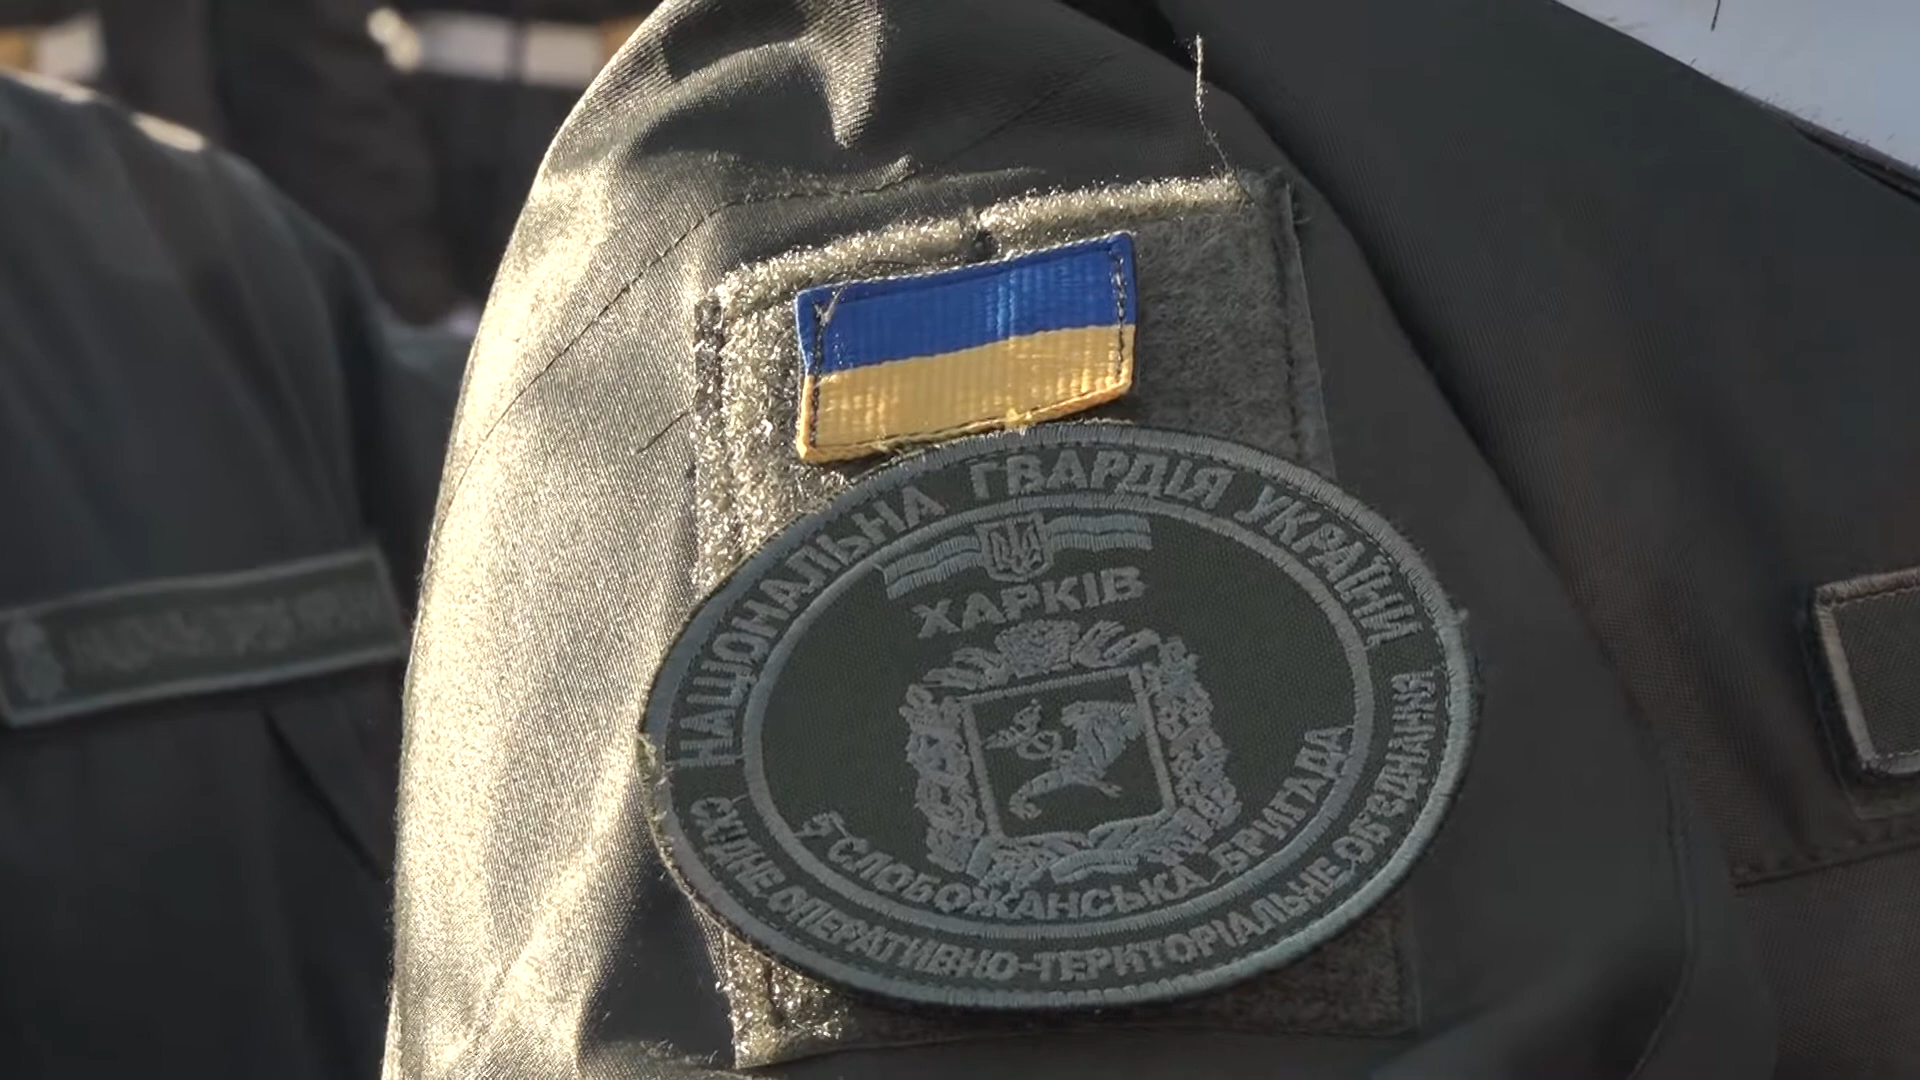 НАЦІОНАЛЬНА ГВАРДІЯ УКРАЇНИ
ХАРКІВ
5 СЛОБОЖАНСЬКА БРИГАДА
СХІДНЕ ОПЕРАТИВНО-ТЕРИТОРІАЛЬНЕ ОБ'ЄДНАННЯ